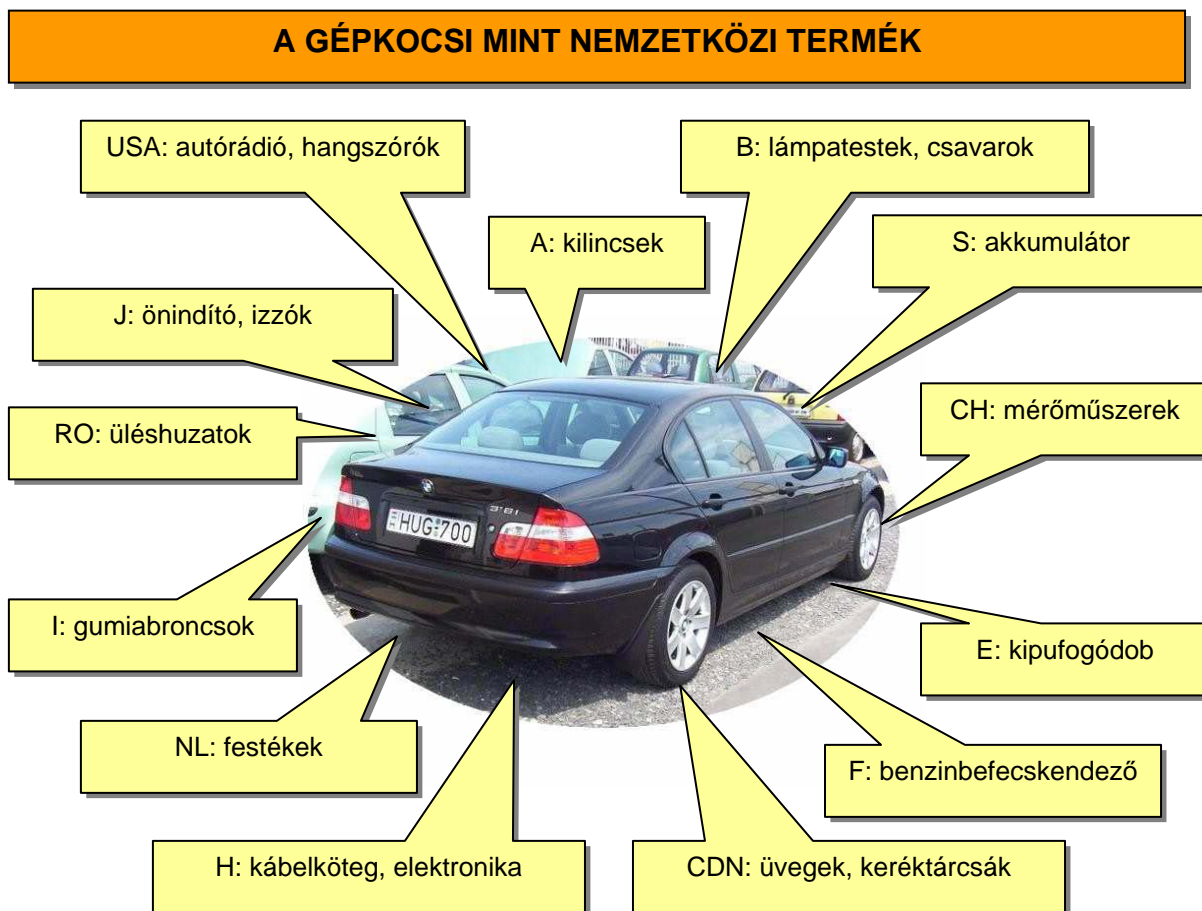 A GÉPKOCSI MINT NEMZETKÖZI TERMÉK
USA: autórádió, hangszórók
B: lámpatestek, csavarok
A: kilincsek
S: akkumulátor
J: önindító, izzók
CH: mérőműszerek
RO: üléshuzatok
318i
HUG 700
I: gumiabroncsok
E: kipufogódob
NL: festékek
F: benzinbefecskendező
H: kábelköteg, elektronika
CDN: üvegek, keréktárcsák